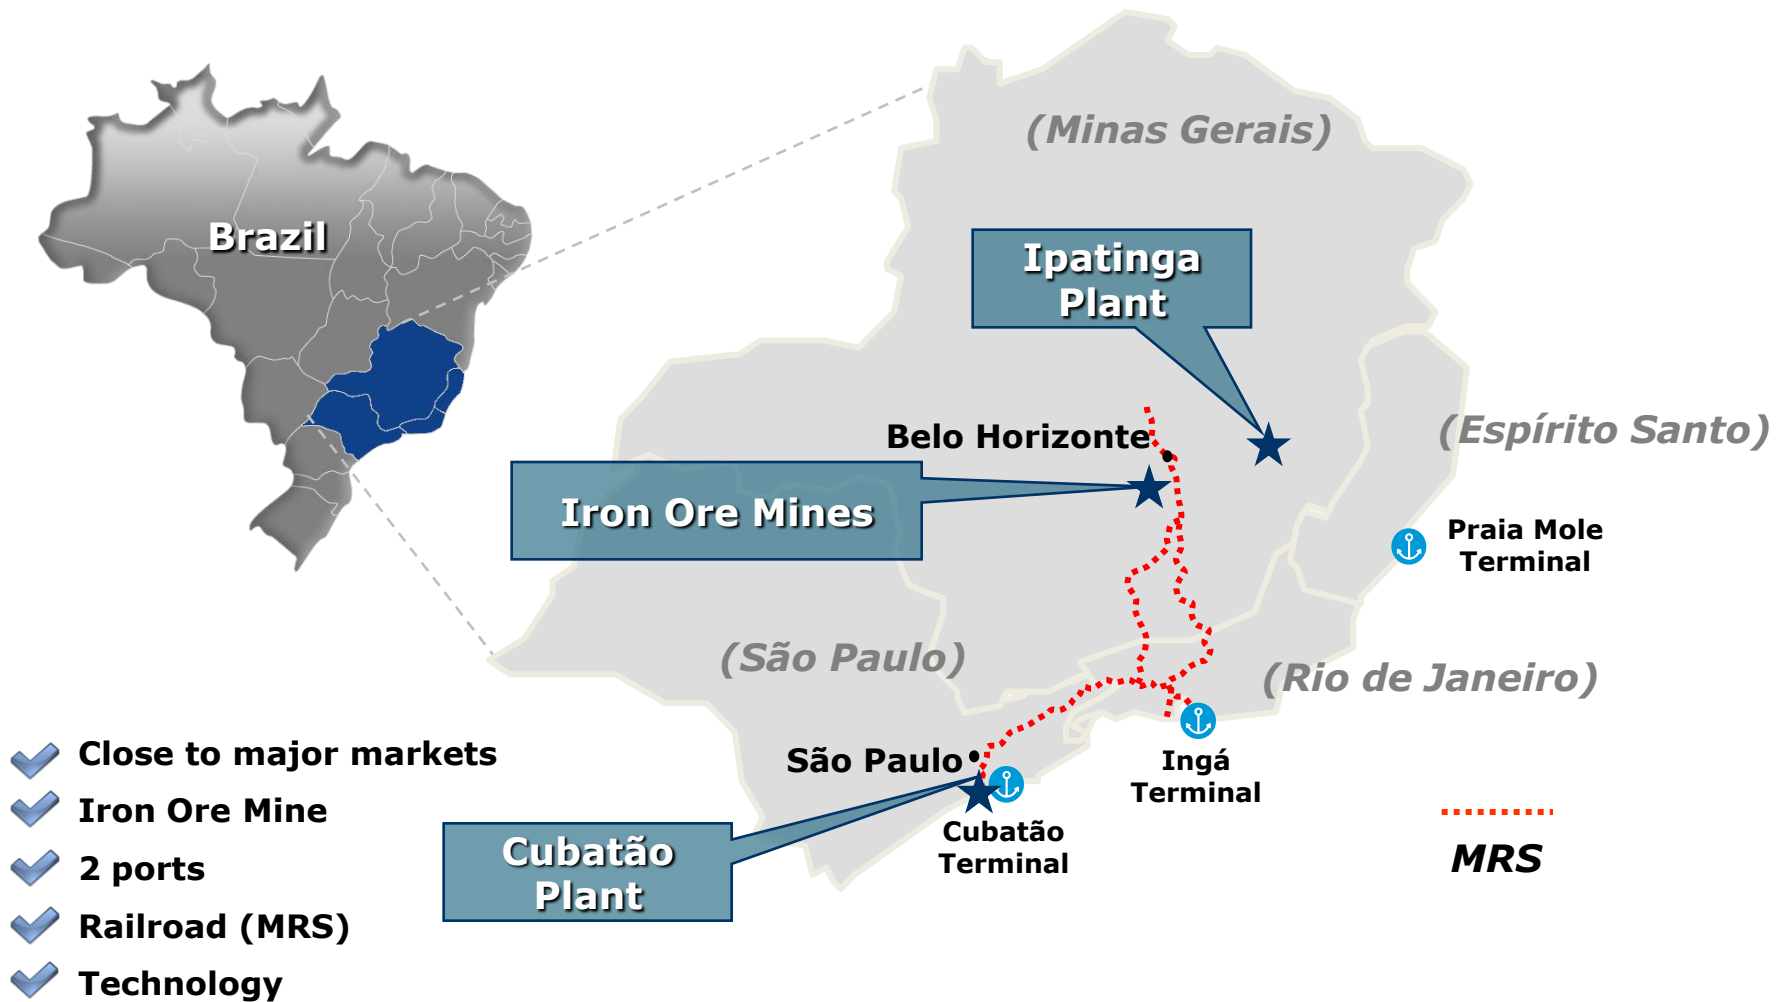 (Minas Gerais)
Brazil
Ipatinga
Plant
Belo Horizonte
(Espírito Santo)
Iron Ore Mines
Praia Mole
Terminal
(São Paulo)
(Rio de Janeiro)
São Paulo
Ingá
Terminal
Cubatão
Terminal
Cubatão
Plant
MRS
Close to major markets
Iron Ore Mine
2 ports
Railroad (MRS)
Technology